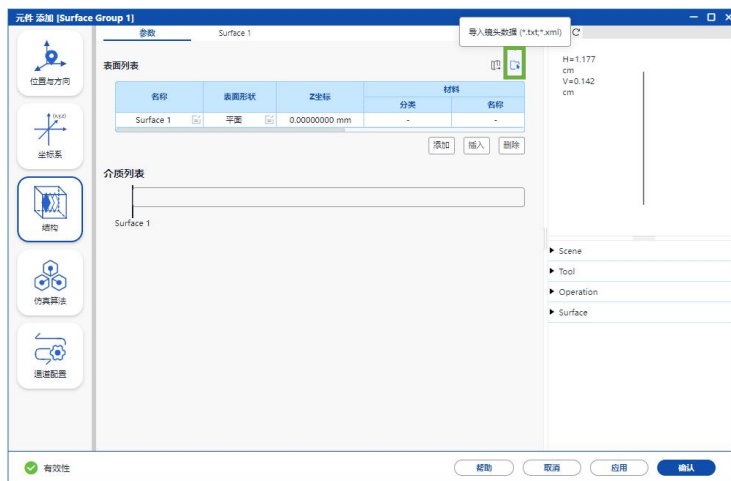 元件 添加 [Surface Group 1]
参数
Surface 1
导入镜头数据 (*.txt;*.xml)
位置与方向
坐标系
结构
仿真算法
通道配置
表面列表
名称
表面形状
Z坐标
材料
分类
名称
Surface 1
平面
0.00000000 mm
-
-
添加
插入
删除
介质列表
Surface 1
H=1.177
cm
V=0.142
cm
Scene
Tool
Operation
Surface
有效性
帮助
取消
应用
确认